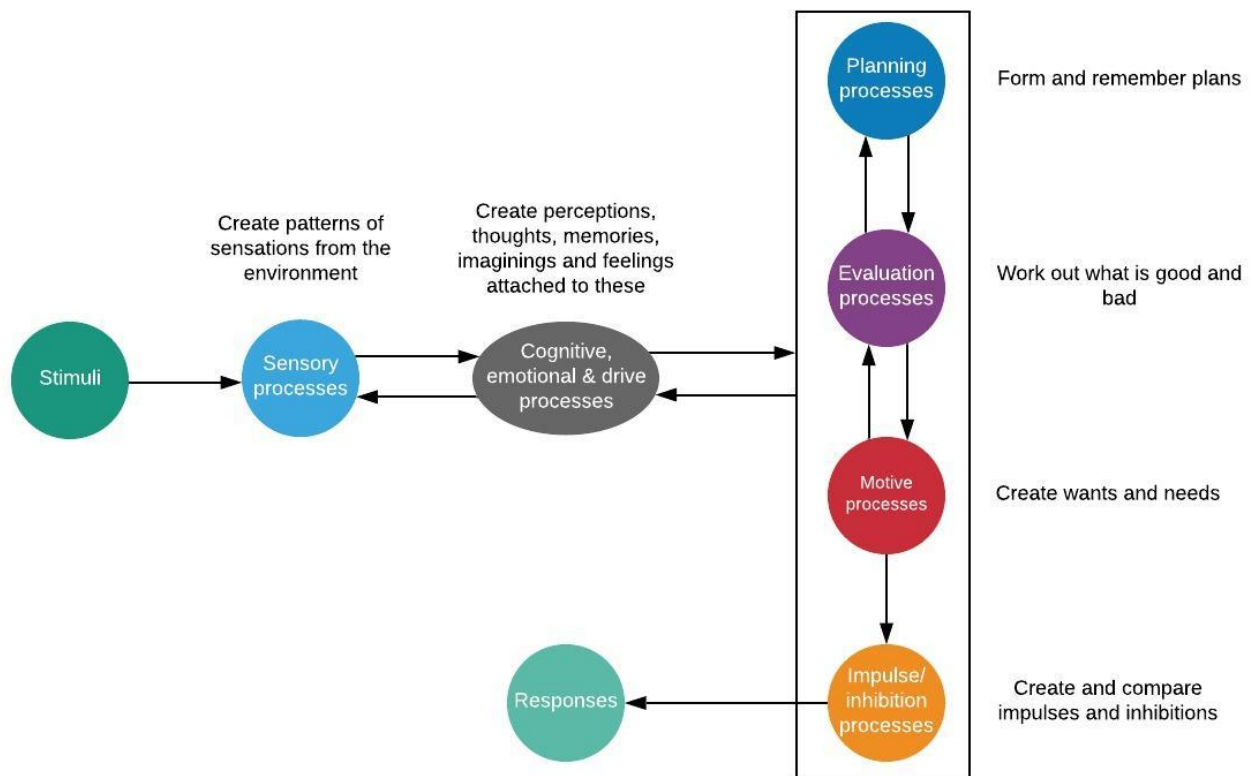 Planning
processes
Form and remember plans
Create patterns of
sensations from the
environment
Create perceptions,
thoughts, memories,
imaginings and feelings
attached to these
Evaluation
processes
Work out what is good and
bad
Stimuli
Sensory
processes
Cognitive,
emotional & drive
processes
Motive
processes
Create wants and needs
Responses
Impulse/
inhibition
processes
Create and compare
impulses and inhibitions